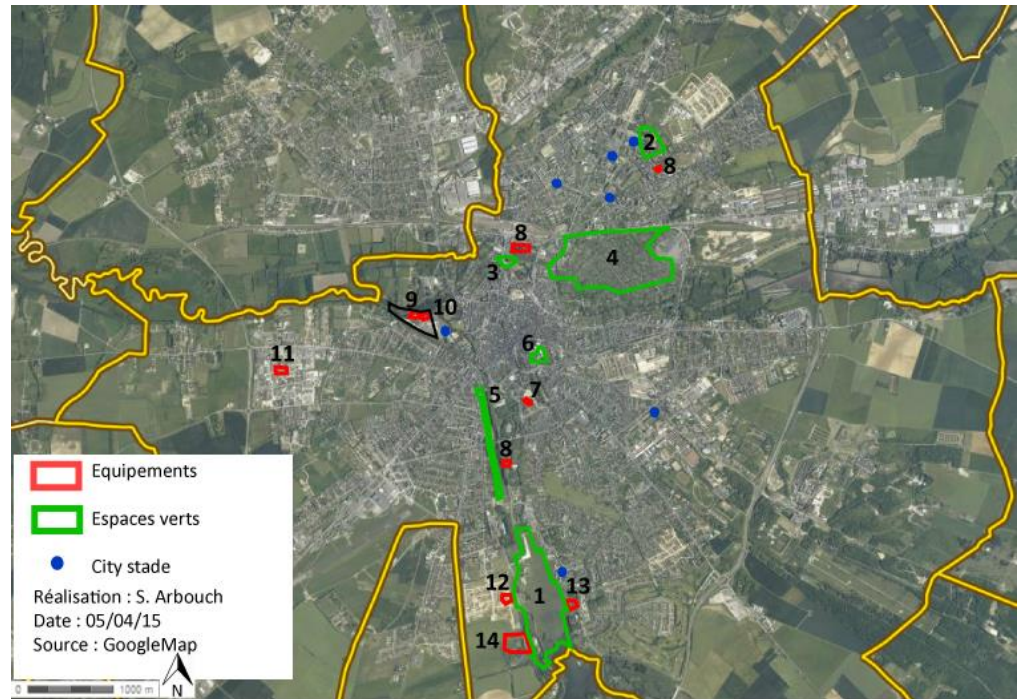 2
8
8
3
4
9
10
6
11
5
7
8
12
1
13
14
Equipements
Espaces verts
City stade
Réalisation : S. Arbouch
Date : 05/04/15
Source : GoogleMap
0
1000 m
N